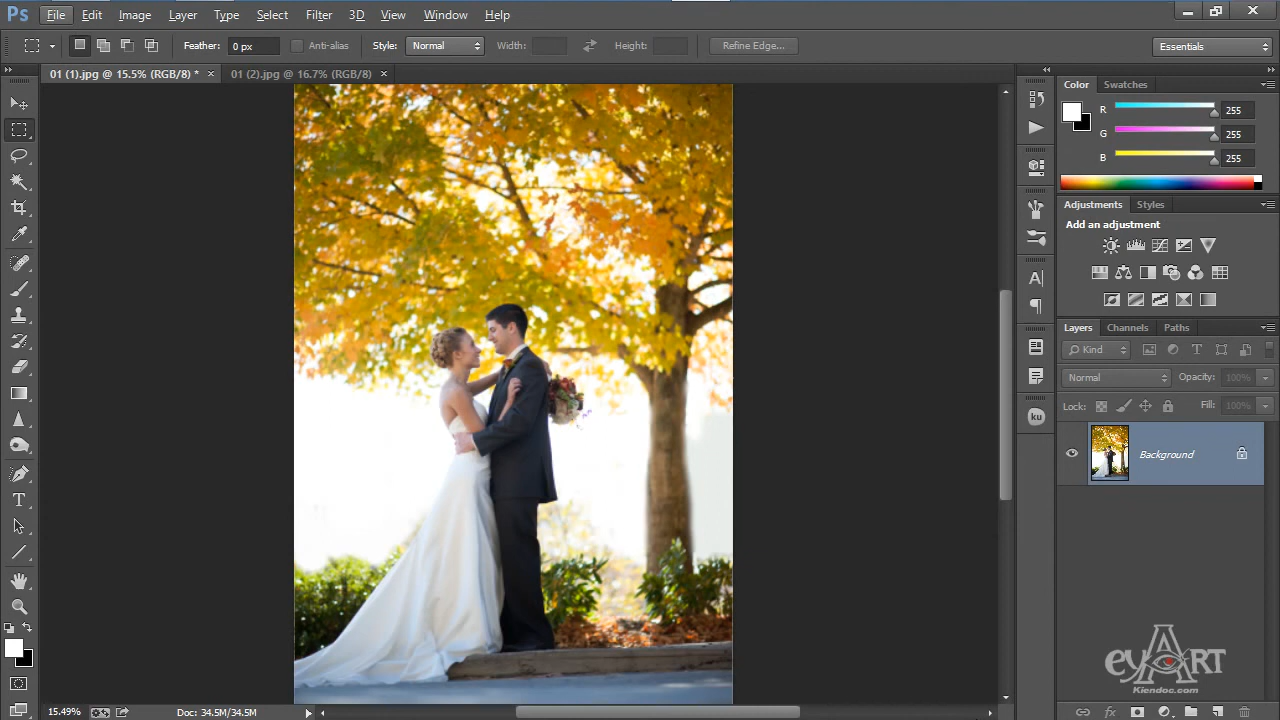 Ps File Edit Image Layer Type Select Filter 3D View Window Help
Feather: 0 px Anti-alias Style: Normal Width: Height: Refine Edge... Essentials
01 (1).jpg @ 15.5% (RGB/8) * × 01 (2).jpg @ 16.7% (RGB/8) ×
Color Swatches
R 255
G 255
B 255
Adjustments Styles
Add an adjustment
Layers Channels Paths
Kind
Normal Opacity: 100%
Lock: Fill: 100%
Background
ku
eyART
Kiendoc.com
15.49% Doc: 34.5M/34.5M